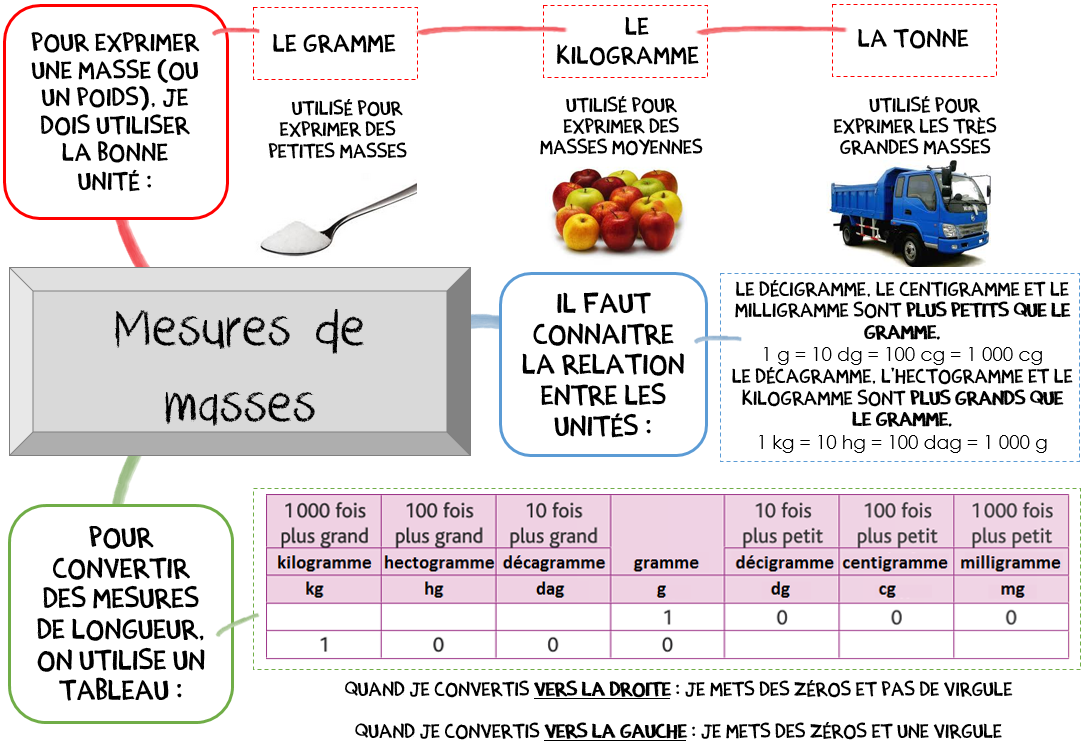 POUR EXPRIMER
UNE MASSE (OU
UN POIDS), JE
DOIS UTILISER
LA BONNE
UNITÉ :
LE GRAMME
UTILISÉ POUR
EXPRIMER DES
PETITES MASSES
LE
KILOGRAMME
UTILISÉ POUR
EXPRIMER DES
MASSES MOYENNES
LA TONNE
UTILISÉ POUR
EXPRIMER LES TRÈS
GRANDES MASSES
Mesures de
masses
IL FAUT
CONNAITRE
LA RELATION
ENTRE LES
UNITÉS :
LE DÉCIGRAMME, LE CENTIGRAMME ET LE
MILLIGRAMME SONT PLUS PETITS QUE LE
GRAMME.
1 g = 10 dg = 100 cg = 1 000 cg
LE DÉCAGRAMME, L'HECTOGRAMME ET LE
KILOGRAMME SONT PLUS GRANDS QUE
LE GRAMME.
1 kg = 10 hg = 100 dag = 1 000 g
POUR
CONVERTIR
DES MESURES
DE LONGUEUR,
ON UTILISE UN
TABLEAU :
1 000 fois 100 fois 10 fois 10 fois 100 fois 1 000 fois
plus grand plus grand plus grand plus petit plus petit plus petit
kilogramme hectogramme décagramme gramme décigramme centigramme milligramme
kg hg dag g dg cg mg
1 0 0 0
1 0 0 0
QUAND JE CONVERTIS VERS LA DROITE : JE METS DES ZÉROS ET PAS DE VIRGULE
QUAND JE CONVERTIS VERS LA GAUCHE : JE METS DES ZÉROS ET UNE VIRGULE